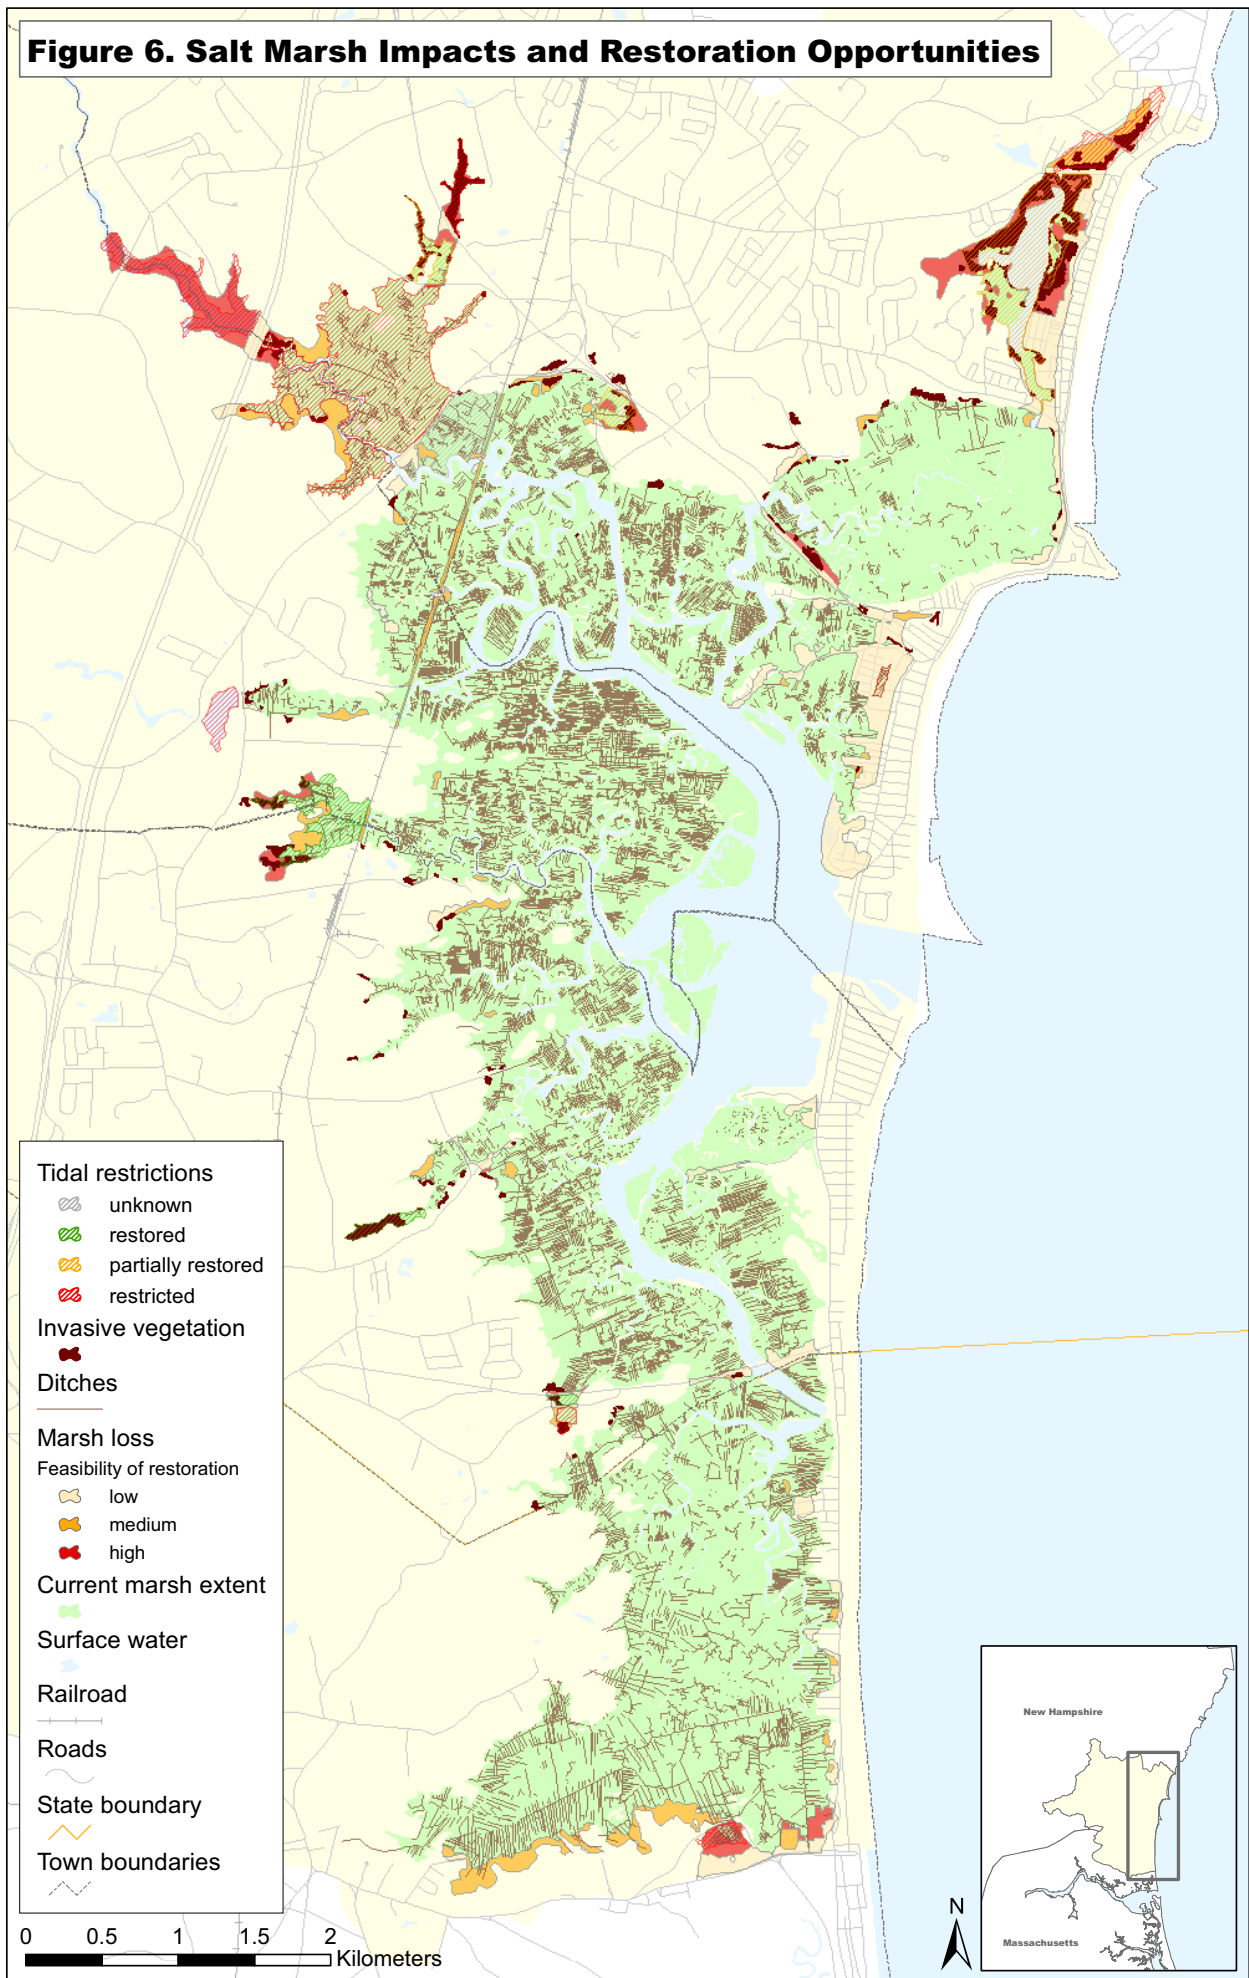 Figure 6. Salt Marsh Impacts and Restoration Opportunities
Tidal restrictions
unknown
restored
partially restored
restricted
Invasive vegetation
Ditches
Marsh loss
Feasibility of restoration
low
medium
high
Current marsh extent
Surface water
Railroad
Roads
State boundary
Town boundaries
0 0.5 1 1.5 2
Kilometers
N
New Hampshire
Massachusetts